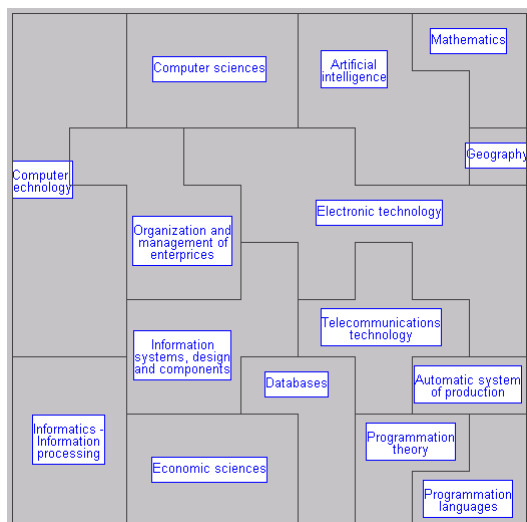 Mathematics
Computer sciences
Artificial
intelligence
Geography
Computer
echnology
Electronic technology
Organization and
management of
enterprices
Telecommunications
technology
Information
systems, design
and components
Databases
Automatic system
of production
Informatics -
Information
processing
Programmation
theory
Economic sciences
Programmation
languages